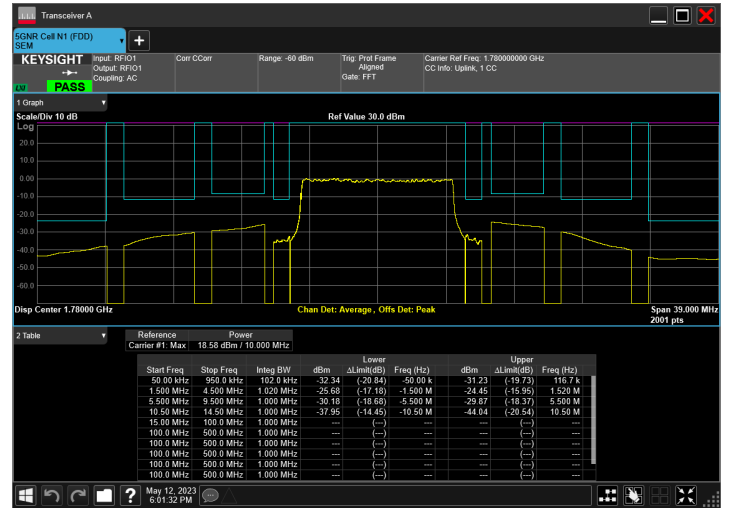 Transceiver A
5GNR Cell N1 (FDD)
SEM
KEYSIGHT
PASS
Input: RFIO1
Output: RFIO1
Coupling: AC
Corr CCorr
Range: -60 dBm
Trig: Prot Frame
Aligned
Gate: FFT
Carrier Ref Freq: 1.780000000 GHz
CC Info: Uplink, 1 CC
1 Graph
Scale/Div 10 dB Ref Value 30.0 dBm
Log
20.0
10.0
0.00
-10.0
-20.0
-30.0
-40.0
-50.0
-60.0
Disp Center 1.78000 GHz Chan Det: Average , Offs Det: Peak Span 39.000 MHz
2001 pts
2 Table
Reference Power
Carrier #1: Max 18.58 dBm / 10.000 MHz
Lower Upper
Start Freq Stop Freq Integ BW dBm ΔLimit(dB) Freq (Hz) dBm ΔLimit(dB) Freq (Hz)
50.00 kHz 950.0 kHz 102.0 kHz -32.34 (-20.84) -50.00 k -31.23 (-19.73) 116.7 k
1.500 MHz 4.500 MHz 1.020 MHz -25.68 (-17.18) -1.500 M -24.45 (-15.95) 1.520 M
5.500 MHz 9.500 MHz 1.000 MHz -30.18 (-18.68) -5.500 M -29.87 (-18.37) 5.500 M
10.50 MHz 14.50 MHz 1.000 MHz -37.95 (-14.45) -10.50 M -44.04 (-20.54) 10.50 M
15.00 MHz 100.0 MHz 1.000 MHz --- (---) --- --- (---) ---
100.0 MHz 500.0 MHz 1.000 MHz --- (---) --- --- (---) ---
100.0 MHz 500.0 MHz 1.000 MHz --- (---) --- --- (---) ---
100.0 MHz 500.0 MHz 1.000 MHz --- (---) --- --- (---) ---
100.0 MHz 500.0 MHz 1.000 MHz --- (---) --- --- (---) ---
100.0 MHz 500.0 MHz 1.000 MHz --- (---) --- --- (---) ---
May 12, 2023
6:01:32 PM